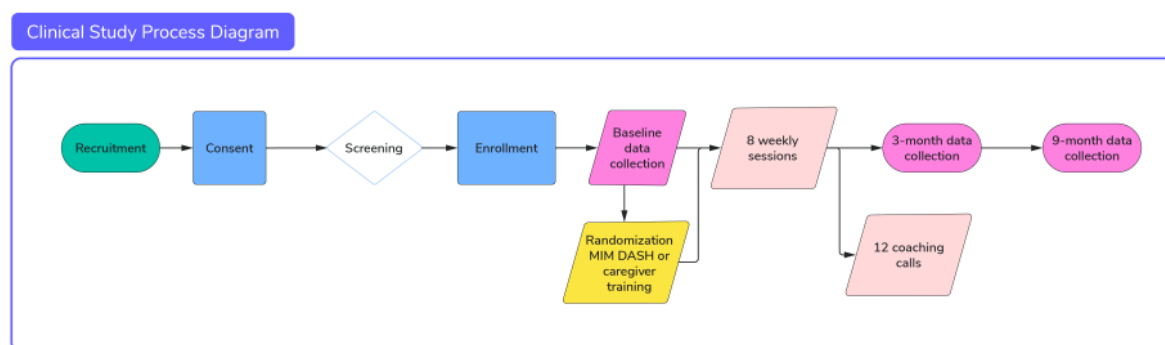 Clinical Study Process Diagram
Recruitment
Consent
Screening
Enrollment
Baseline
data
collection
8 weekly
sessions
3-month data
collection
9-month data
collection
Randomization
MIM DASH or
caregiver
training
12 coaching
calls